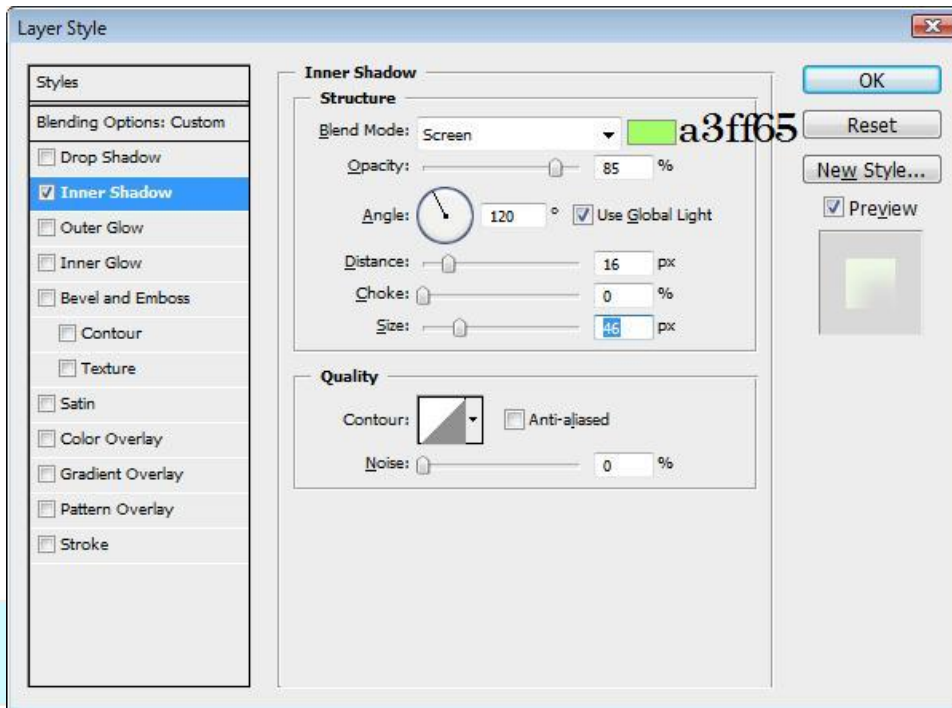 Layer Style
Styles
Blending Options: Custom
Drop Shadow
Inner Shadow
Outer Glow
Inner Glow
Bevel and Emboss
Contour
Texture
Satin
Color Overlay
Gradient Overlay
Pattern Overlay
Stroke
Inner Shadow
Structure
Blend Mode: Screen a3ff65
Opacity: 85 %
Angle: 120 ° Use Global Light
Distance: 16 px
Choke: 0 %
Size: 46 px
Quality
Contour: Anti-aliased
Noise: 0 %
OK
Reset
New Style...
Preview